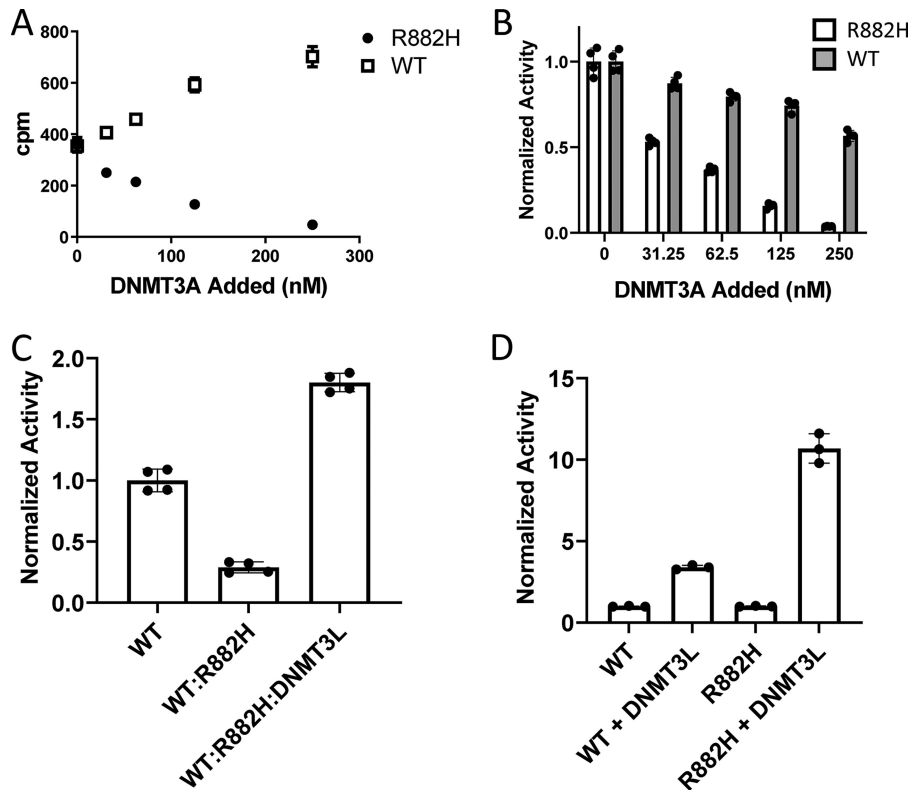 A
cpm
800
600
400
200
0
0
100
200
300
DNMT3A Added (nM)
R882H
WT
B
Normalized Activity
1.0
0.5
0.0
0
31.25
62.5
125
250
DNMT3A Added (nM)
R882H
WT
C
Normalized Activity
2.0
1.5
1.0
0.5
0.0
WT
WT:R882H
WT:R882H:DNMT3L
D
Normalized Activity
15
10
5
0
WT
WT + DNMT3L
R882H
R882H + DNMT3L